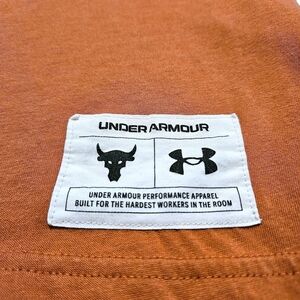 UNDER ARMOUR
UNDER ARMOUR PERFORMANCE APPAREL
BUILT FOR THE HARDEST WORKERS IN THE ROOM